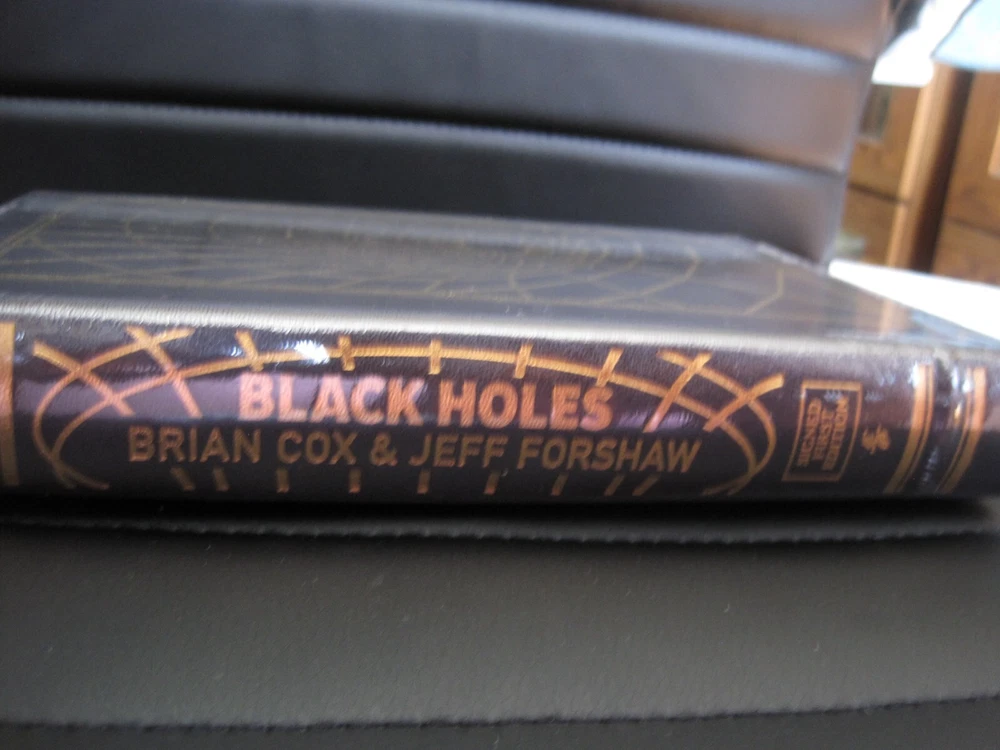 BLACK HOLES
BRIAN COX & JEFF FORSHAW
SIGNED
FIRST
EDITION